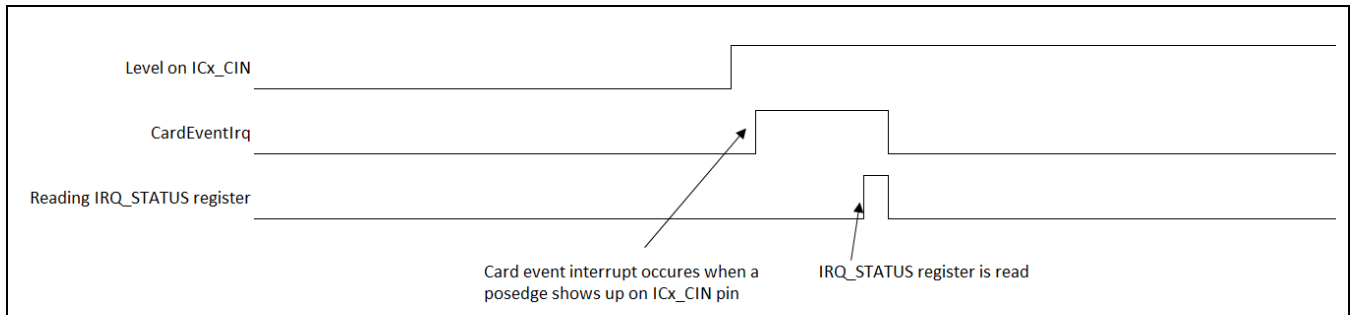 Level on ICx_CIN
CardEventIrq
Reading IRQ_STATUS register
Card event interrupt occures when a
posedge shows up on ICx_CIN pin
IRQ_STATUS register is read